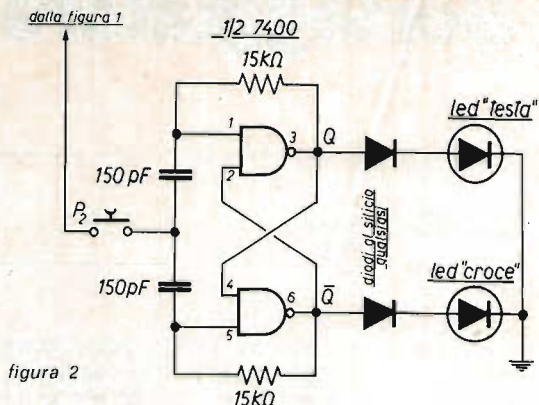 dalla figura 1
1/2 7400
15kΩ
1
3
Q
2
led "testa"
150 pF
P2
diodi al silicio
qualsiasi
150pF
4
6
Q̅
5
led "croce"
15kΩ
figura 2